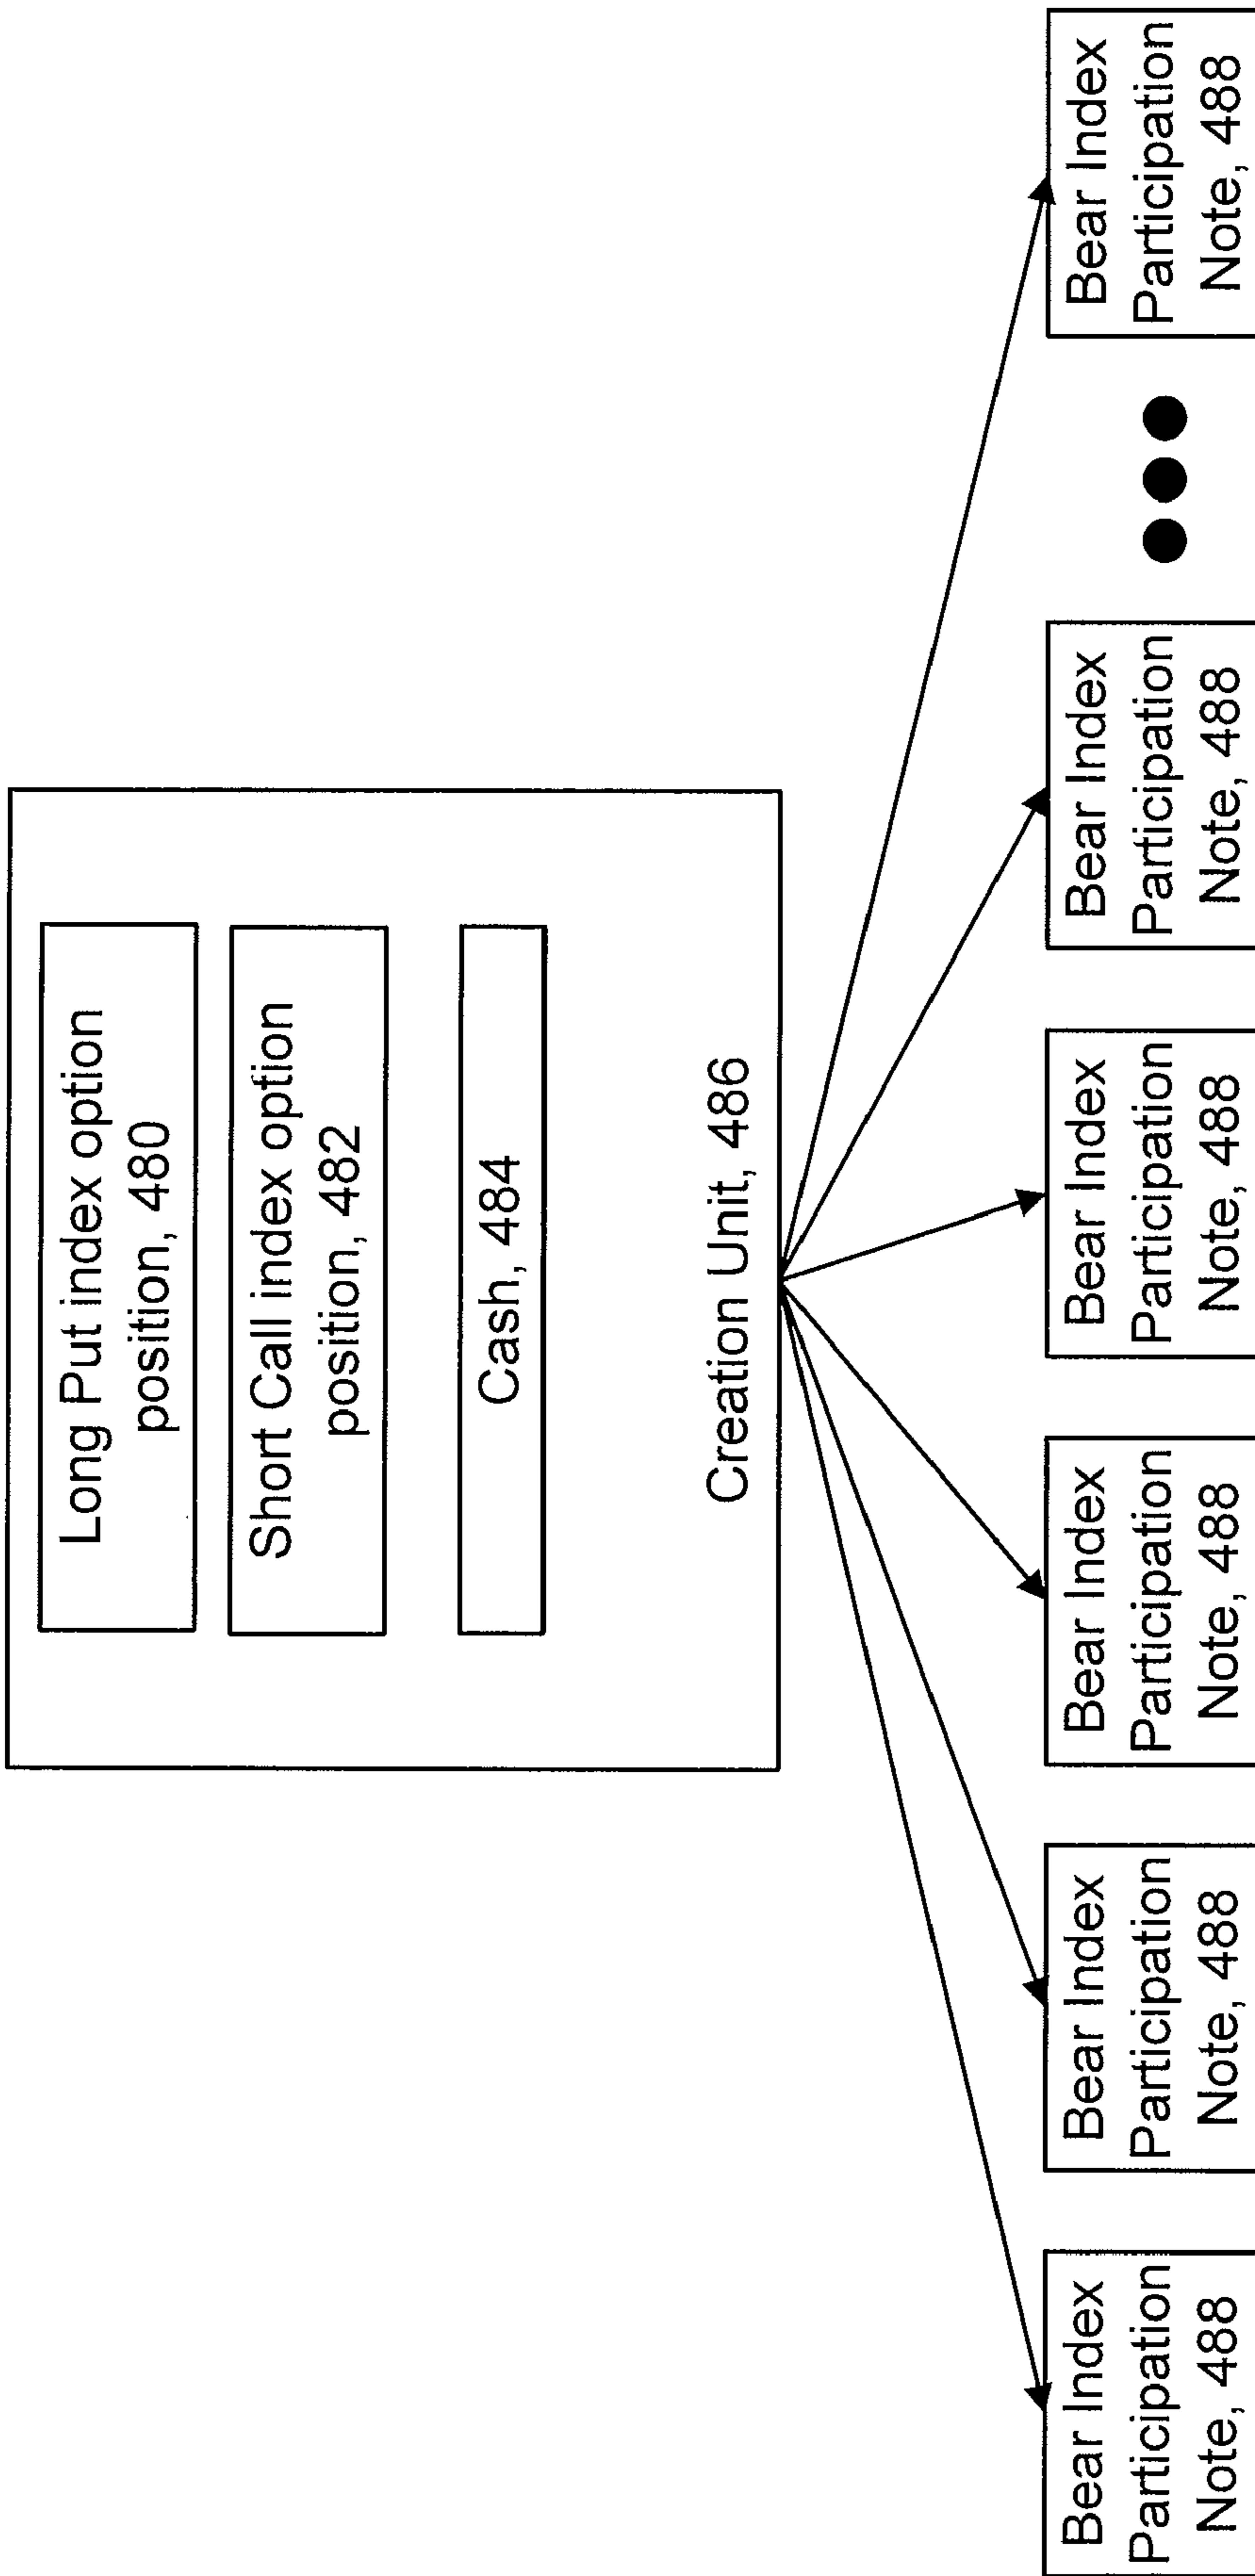 Long Put index option
position, 480
Short Call index option
position, 482
Cash, 484
Creation Unit, 486
Bear Index
Participation
Note, 488
Bear Index
Participation
Note, 488
Bear Index
Participation
Note, 488
Bear Index
Participation
Note, 488
Bear Index
Participation
Note, 488
Bear Index
Participation
Note, 488